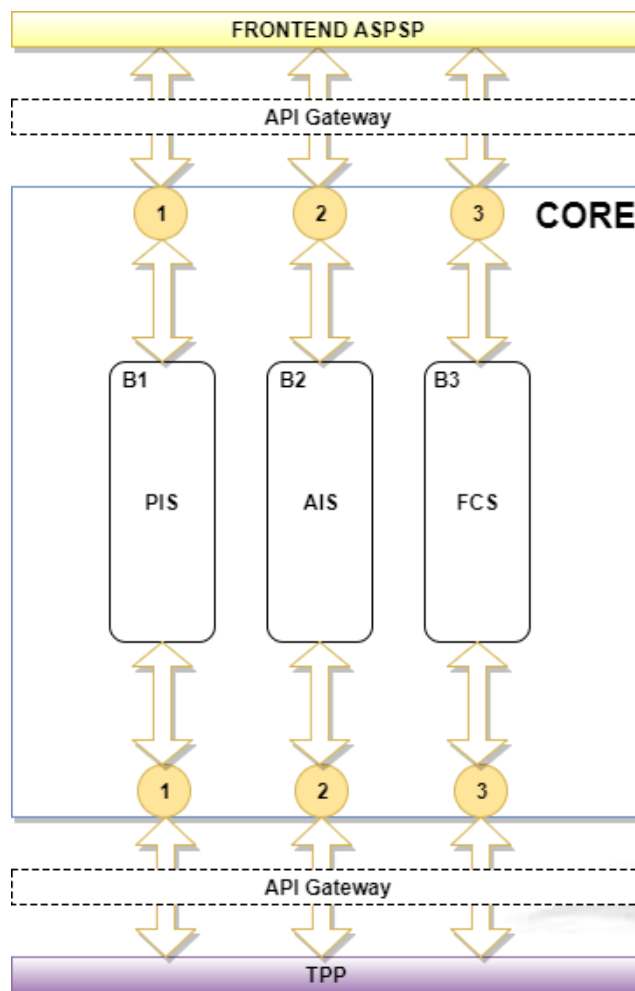 FRONTEND ASPSP
API Gateway
1 2 3 CORE
B1 B2 B3
PIS AIS FCS
1 2 3
API Gateway
TPP